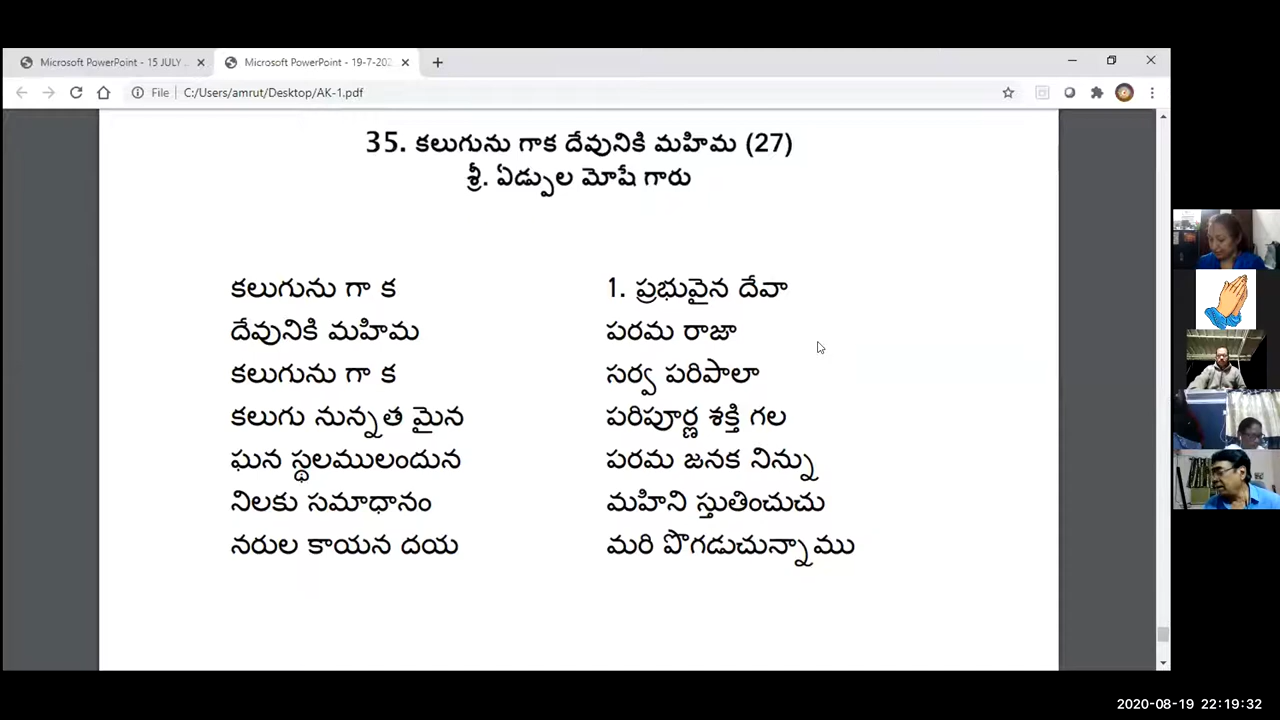 Microsoft PowerPoint - 15 JULY ...
Microsoft PowerPoint - 19-7-202
File
C:/Users/amrut/Desktop/AK-1.pdf
35. కలుగును గాక దేవునికి మహిమ (27)
శ్రీ. ఏడ్పుల మోషే గారు
కలుగును గా క
దేవునికి మహిమ
కలుగును గా క
కలుగు నున్నత మైన
ఘన స్థలములందున
నిలకు సమాధానం
నరుల కాయన దయ
1. ప్రభువైన దేవా
పరమ రాజా
సర్వ పరిపాలా
పరిపూర్ణ శక్తి గల
పరమ జనక నిన్ను
మహిని స్తుతించుచు
మరి పొగడుచున్నాము
2020-08-19 22:19:32